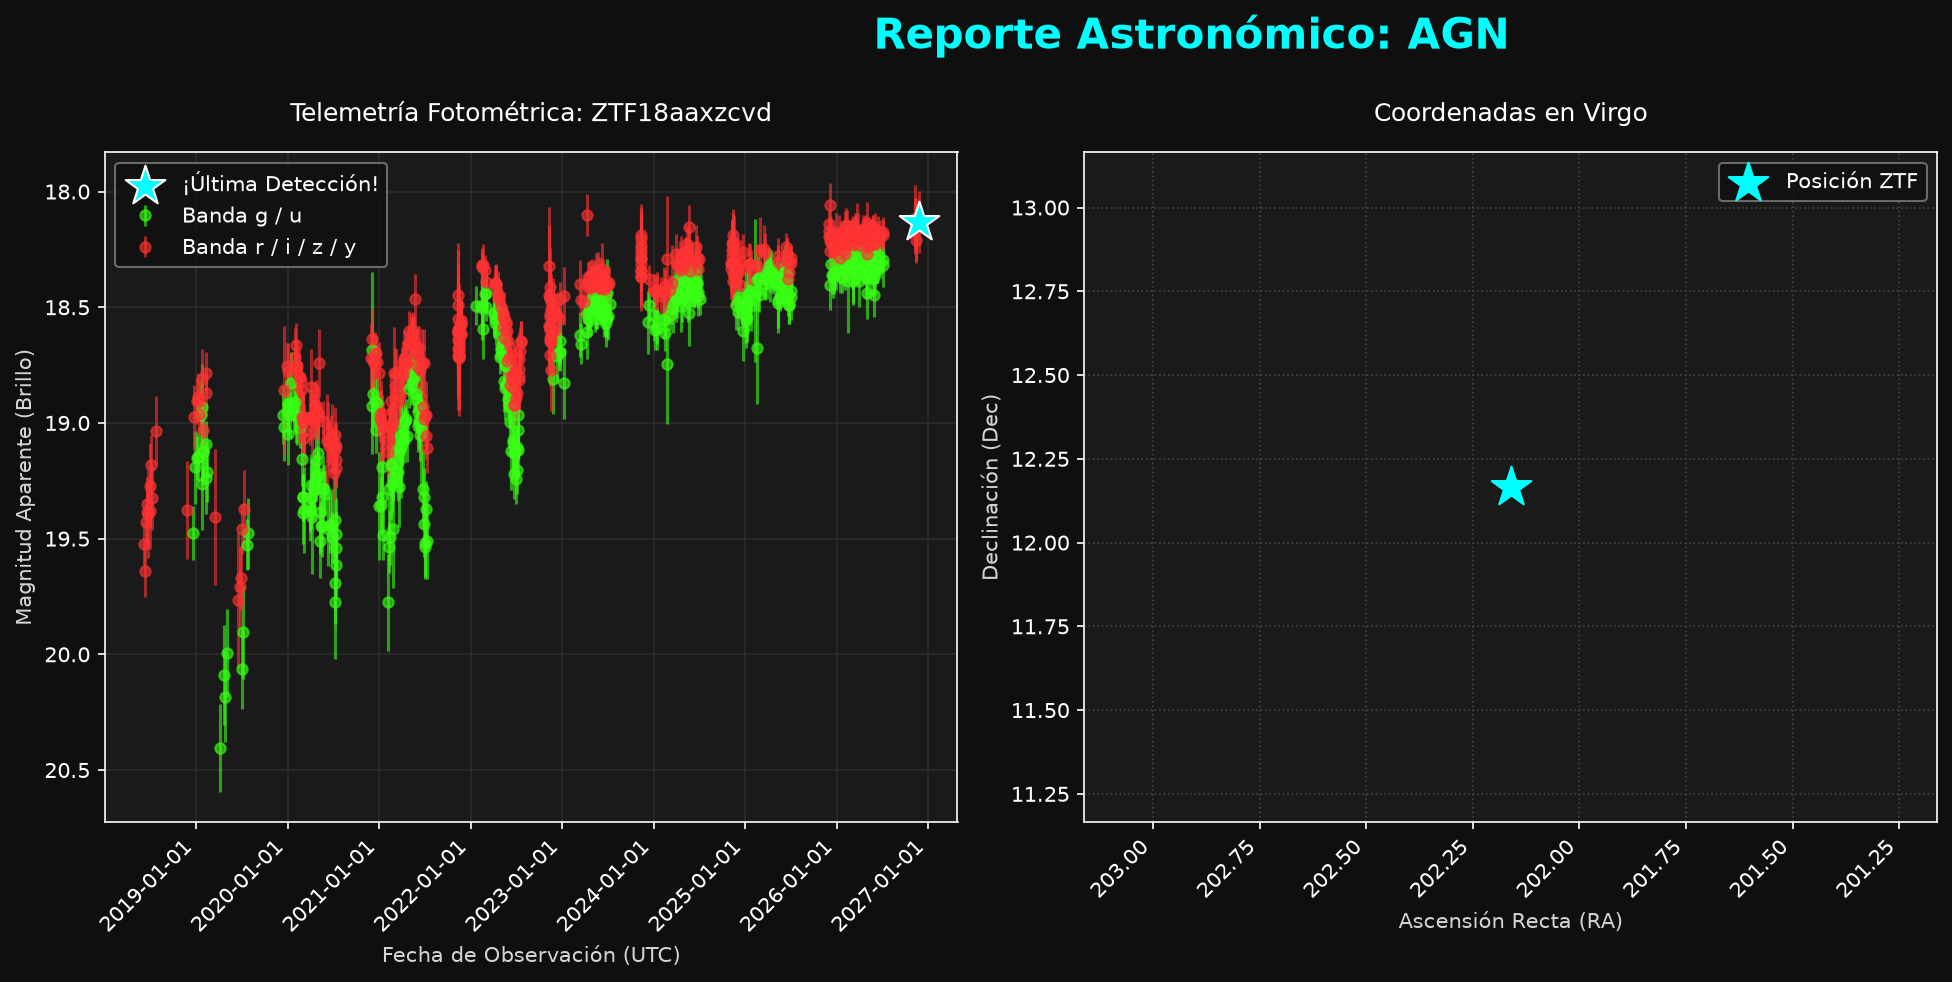 Reporte Astronómico: AGN
Telemetría Fotométrica: ZTF18aaxzcvd
¡Última Detección!
Banda g / u
Banda r / i / z / y
Magnitud Aparente (Brillo)
18.0
18.5
19.0
19.5
20.0
20.5
2019-01-01
2020-01-01
2021-01-01
2022-01-01
2023-01-01
2024-01-01
2025-01-01
2026-01-01
2027-01-01
Fecha de Observación (UTC)
Coordenadas en Virgo
Posición ZTF
Declinación (Dec)
13.00
12.75
12.50
12.25
12.00
11.75
11.50
11.25
203.00
202.75
202.50
202.25
202.00
201.75
201.50
201.25
Ascensión Recta (RA)